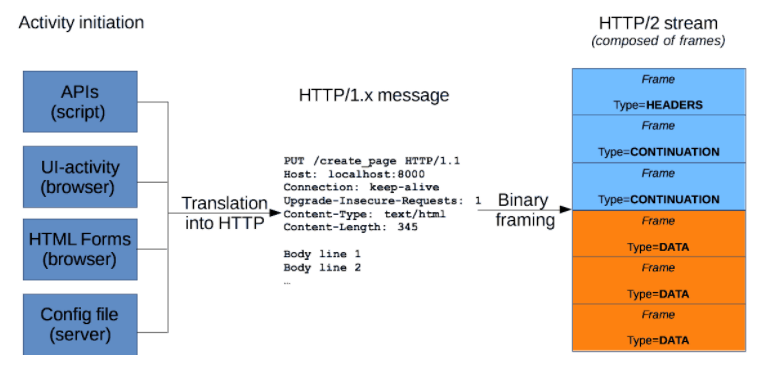 Activity initiation
APIs
(script)
UI-activity
(browser)
HTML Forms
(browser)
Config file
(server)
Translation
into HTTP
HTTP/1.x message
PUT /create_page HTTP/1.1
Host: localhost:8000
Connection: keep-alive
Upgrade-Insecure-Requests: 1
Content-Type: text/html
Content-Length: 345
Body line 1
Body line 2
…
Binary
framing
HTTP/2 stream
(composed of frames)
Frame
Type=HEADERS
Frame
Type=CONTINUATION
Frame
Type=CONTINUATION
Frame
Type=DATA
Frame
Type=DATA
Frame
Type=DATA